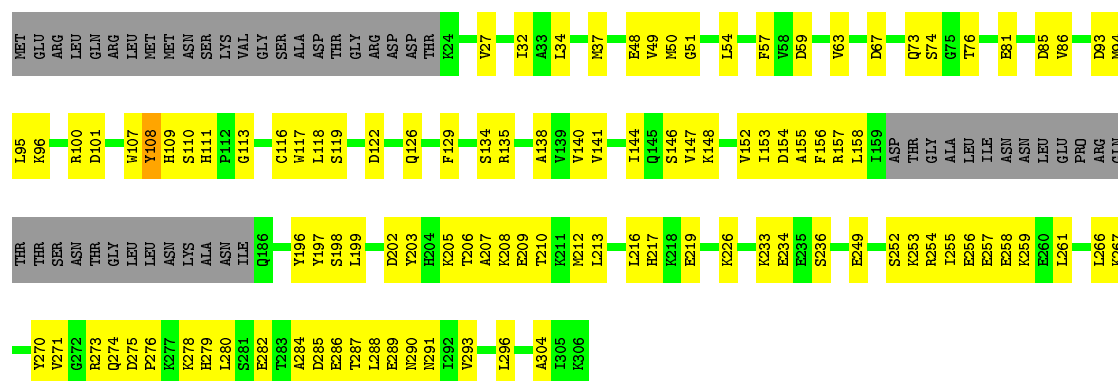 MET GLU ARG LEU GLN ARG LEU MET MET ASN SER LYS VAL GLY SER ALA ASP THR GLY ARG ASP ASP THR K24 V27 I32 A33 L34 M37 E48 V49 M50 G51 L54 F57 V58 D59 V63 D67 Q73 S74 G75 T76 E81 D85 V86 D93 M94
L95 K96 R100 D101 W107 Y108 H109 S110 H111 P112 G113 C116 W117 L118 S119 D122 Q126 F129 S134 R135 A138 V139 V140 V141 I144 Q145 S146 V147 K148 V152 I153 D154 A155 F156 R157 L158 I159 ASP THR GLY ALA LEU ILE ASN ASN LEU GLU PRO ARG GLN
THR THR SER ASN THR GLY LEU LEU ASN LYS ALA ASN ILE Q186 Y196 Y197 S198 L199 D202 Y203 H204 K205 T206 A207 K208 E209 T210 K211 M212 L213 L216 H217 K218 E219 K226 K233 E234 E235 S236 E249 S252 K253 R254 I255 E256 E257 E258 K259 E260 L261 L266 K267
Y270 V271 G272 R273 Q274 D275 P276 K277 K278 H279 L280 S281 E282 T283 A284 D285 E286 T287 L288 E289 N290 N291 I292 V293 L296 A304 I305 K306